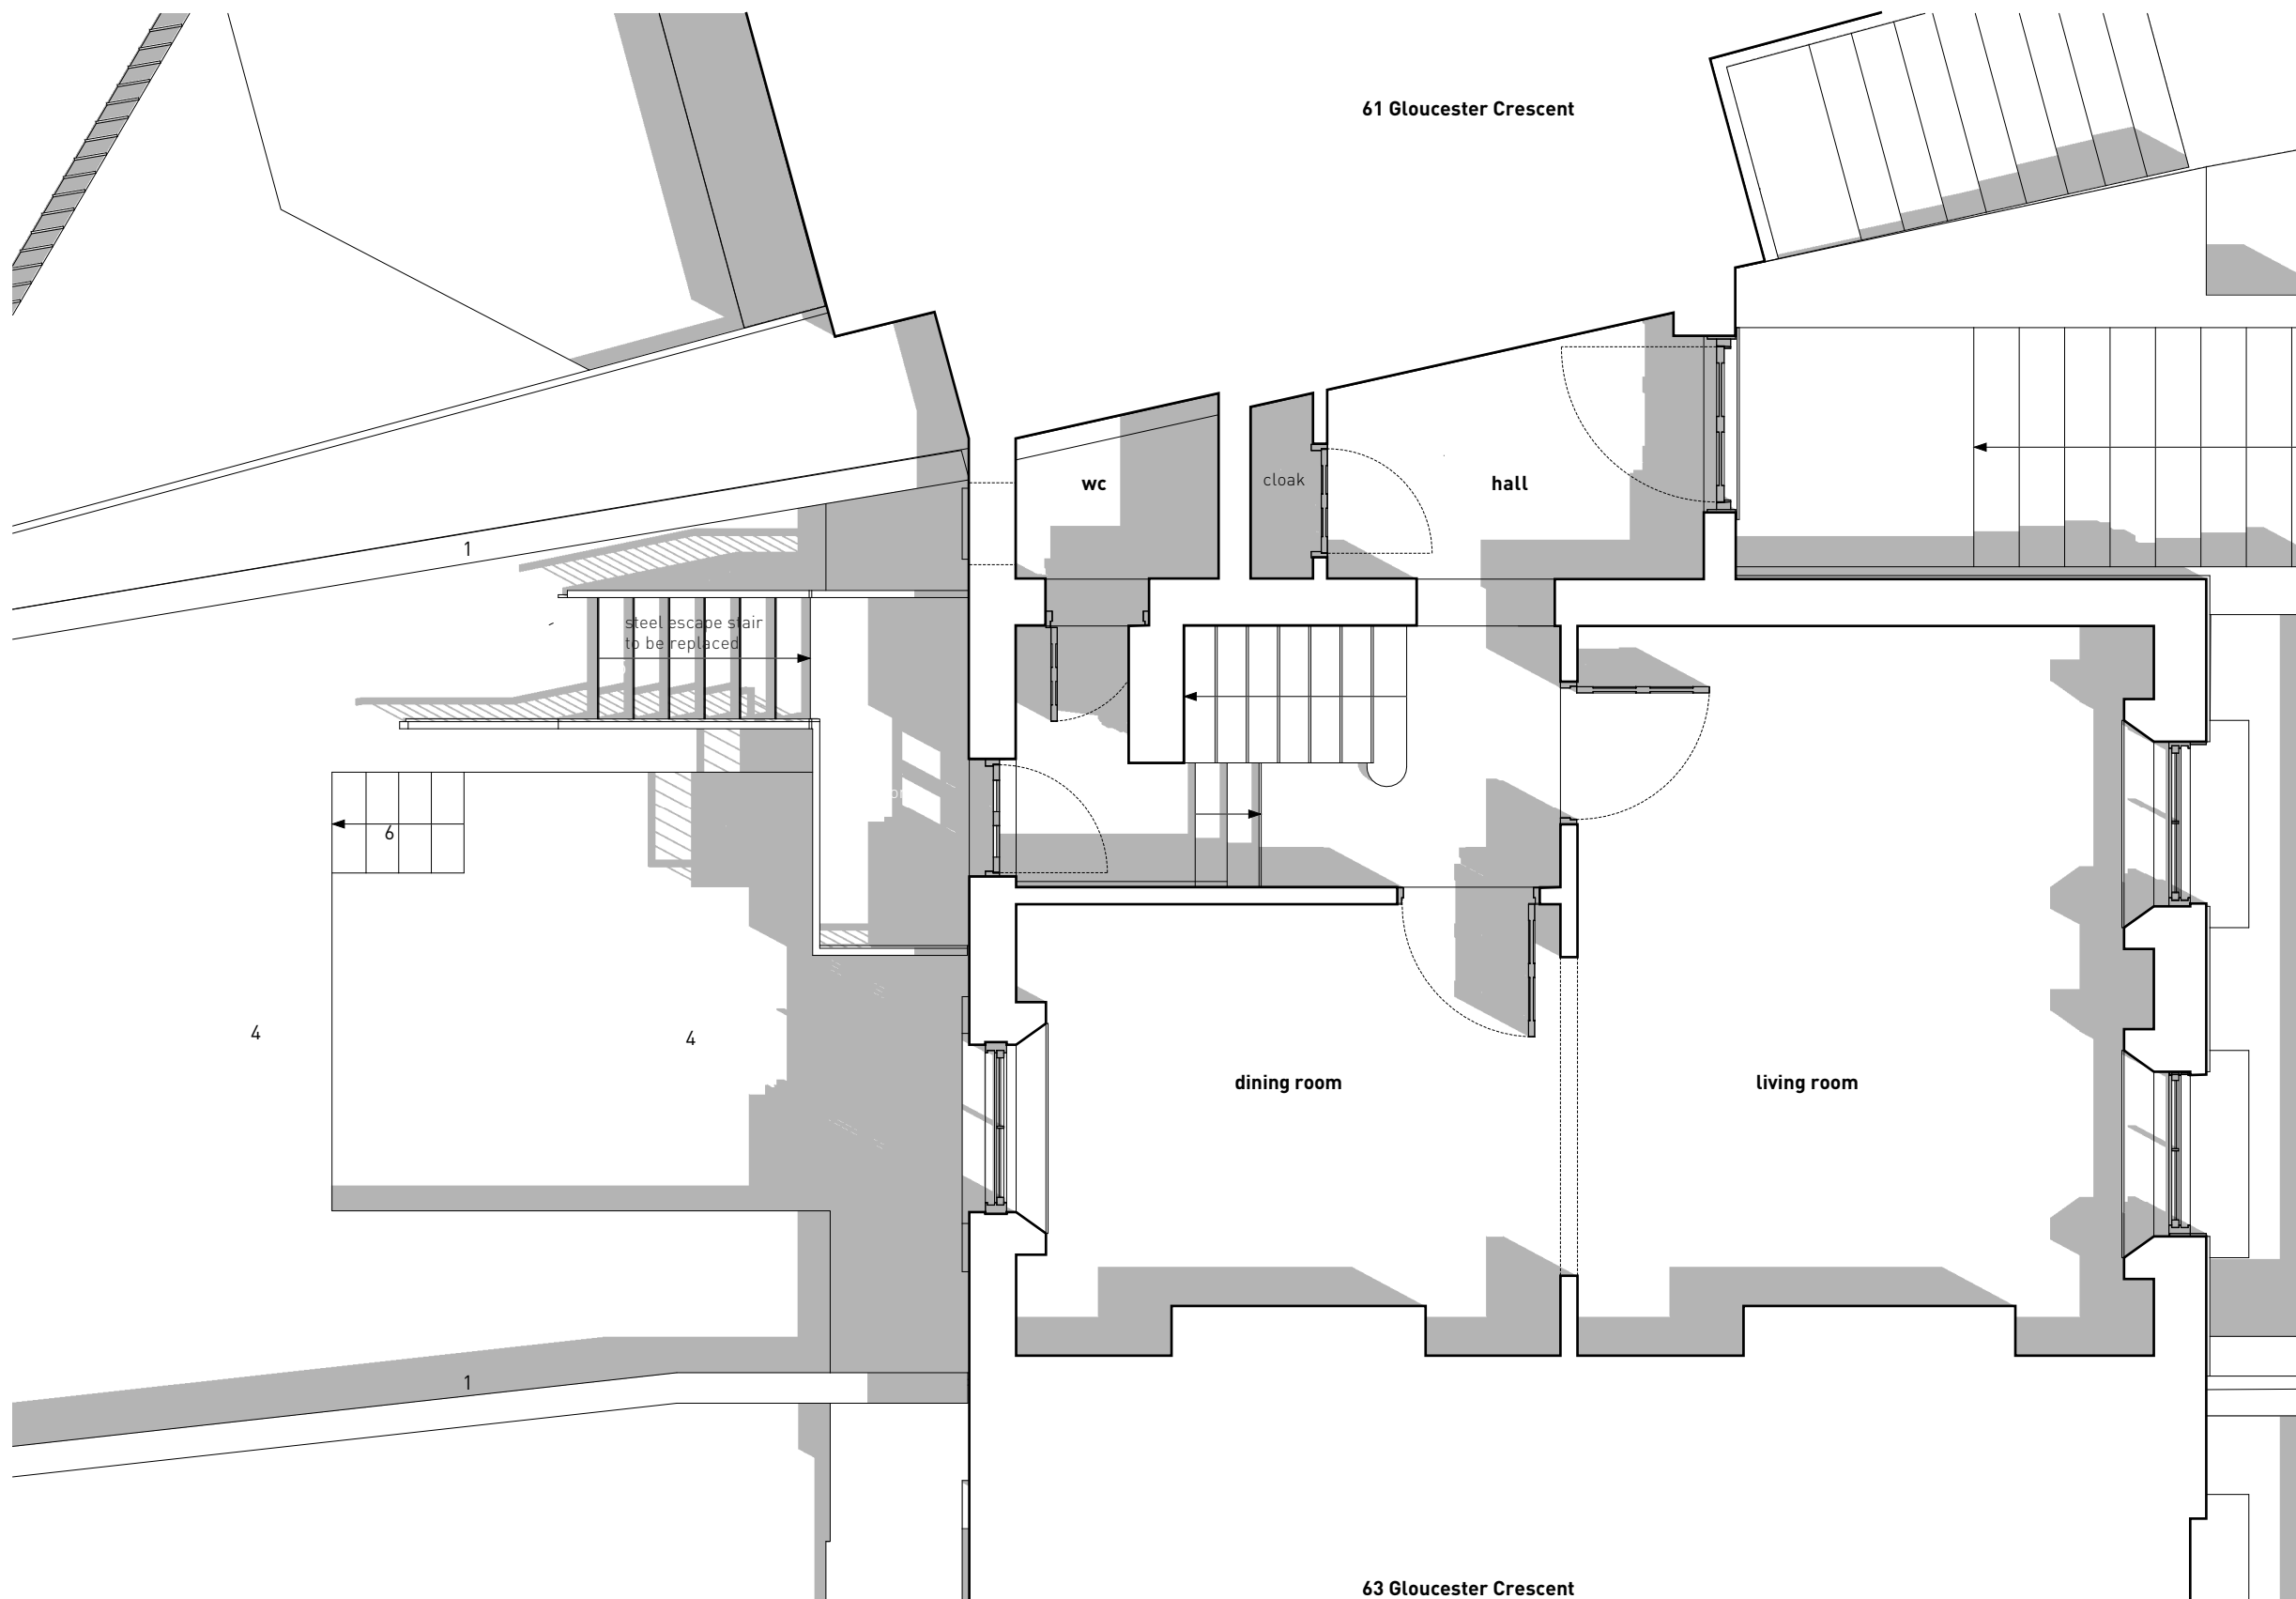 61 Gloucester Crescent
wc
cloak
hall
1
steel escape stair
to be replaced
6
4
4
dining room
living room
1
63 Gloucester Crescent